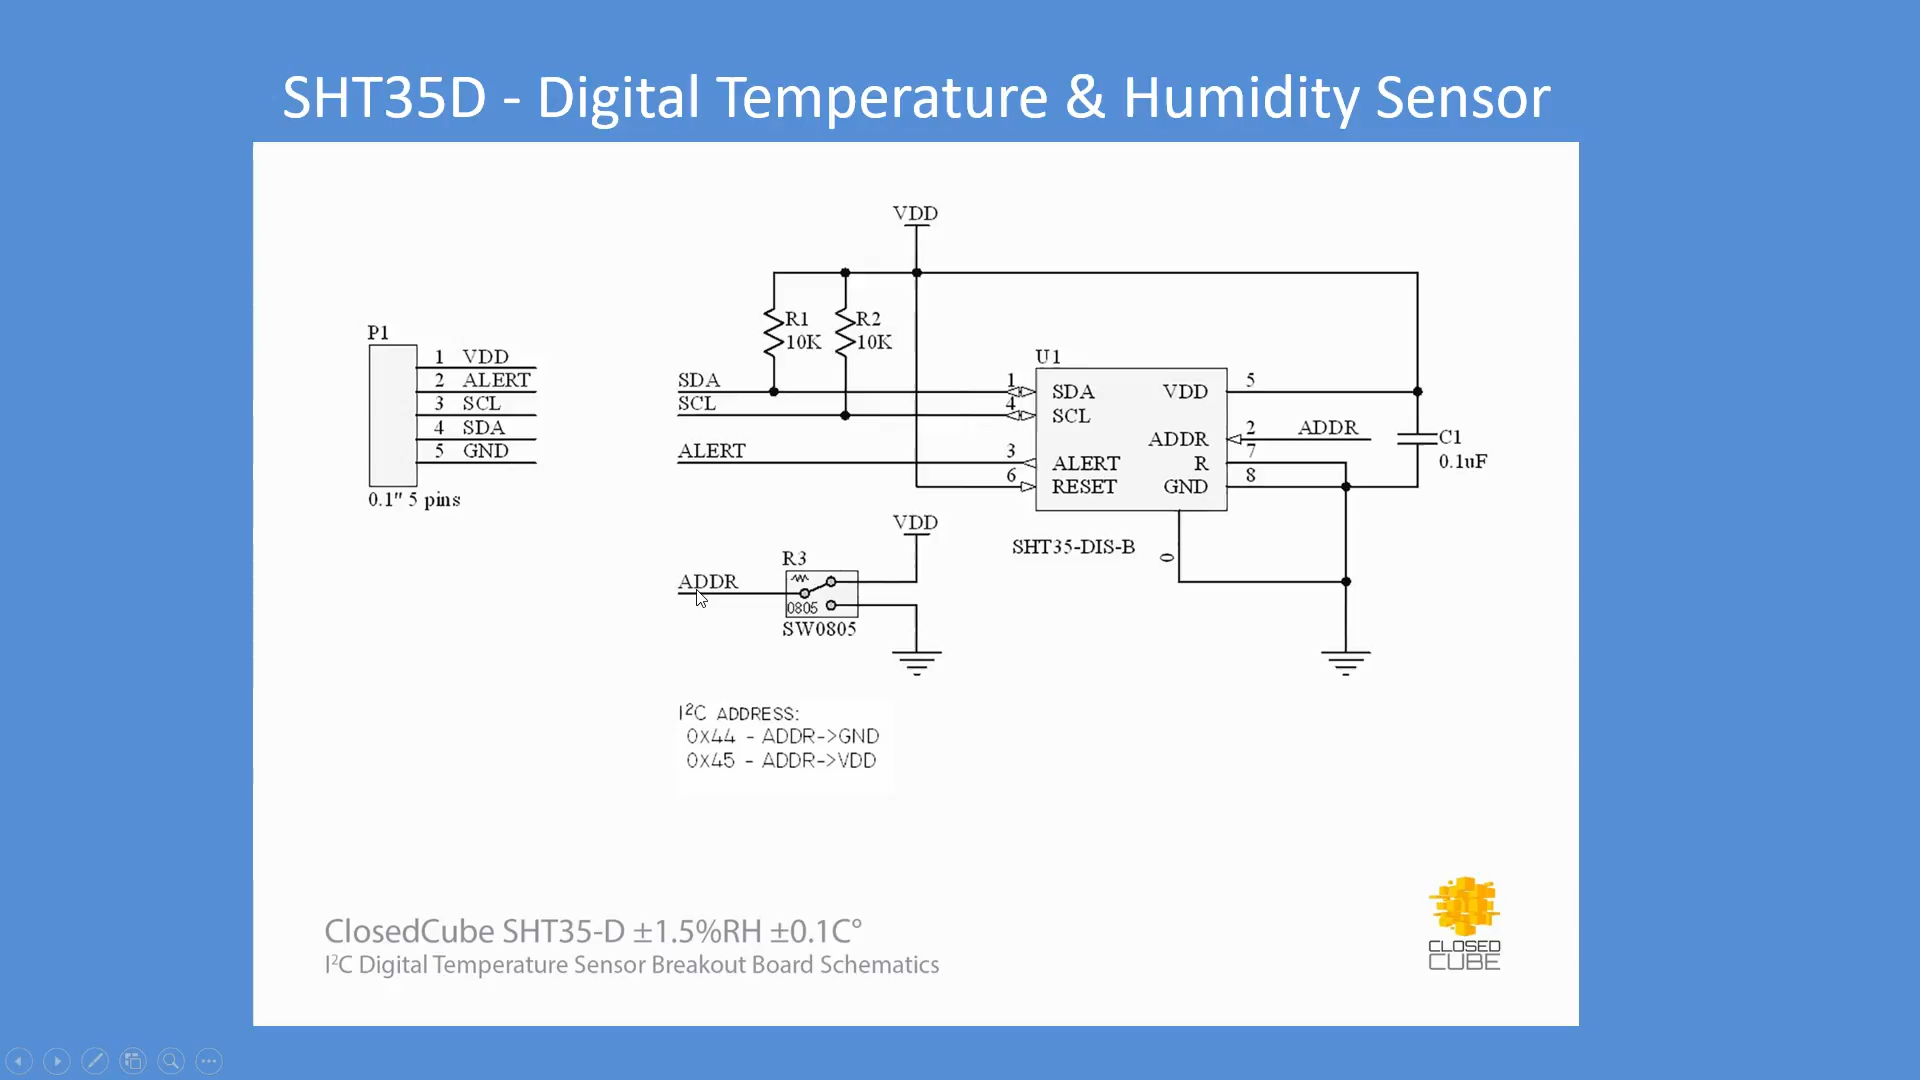 SHT35D - Digital Temperature & Humidity Sensor
VDD
R1
10K
R2
10K
P1
1 VDD
2 ALERT
3 SCL
4 SDA
5 GND
0.1" 5 pins
SDA
SCL
ALERT
U1
1 SDA
4 SCL
3 ALERT
6 RESET
VDD 5
ADDR 2 ADDR
R 7
GND 8
0
SHT35-DIS-B
C1
0.1uF
VDD
R3
ADDR
0805
SW0805
I²C ADDRESS:
0X44 - ADDR->GND
0X45 - ADDR->VDD
ClosedCube SHT35-D ±1.5%RH ±0.1C°
I²C Digital Temperature Sensor Breakout Board Schematics
CLOSED
CUBE